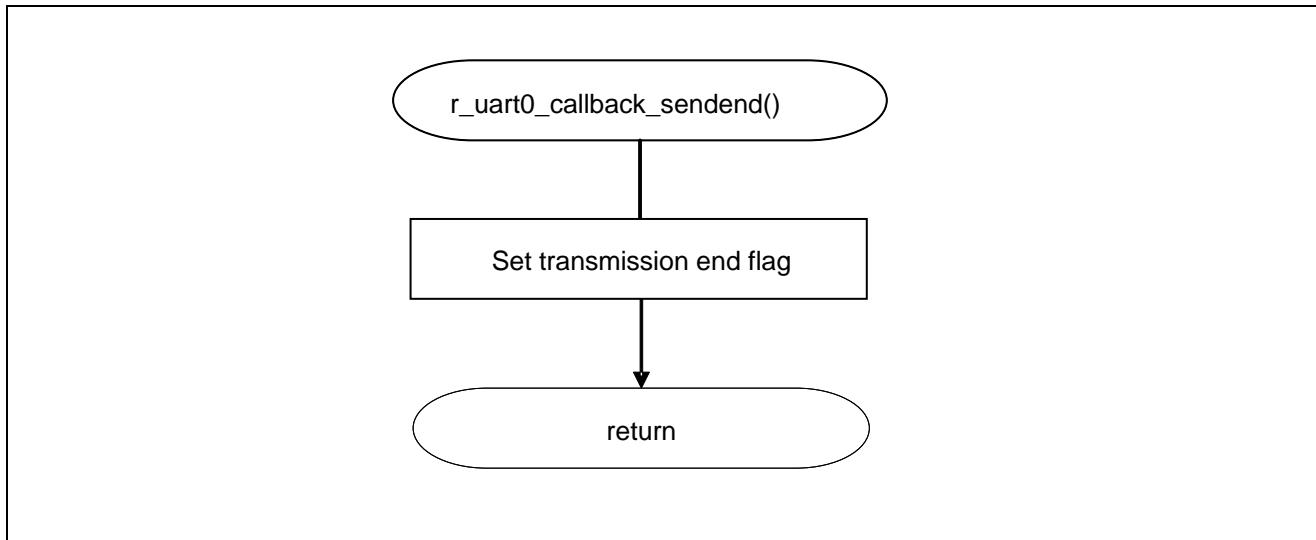 r_uart0_callback_sendend()
Set transmission end flag
return